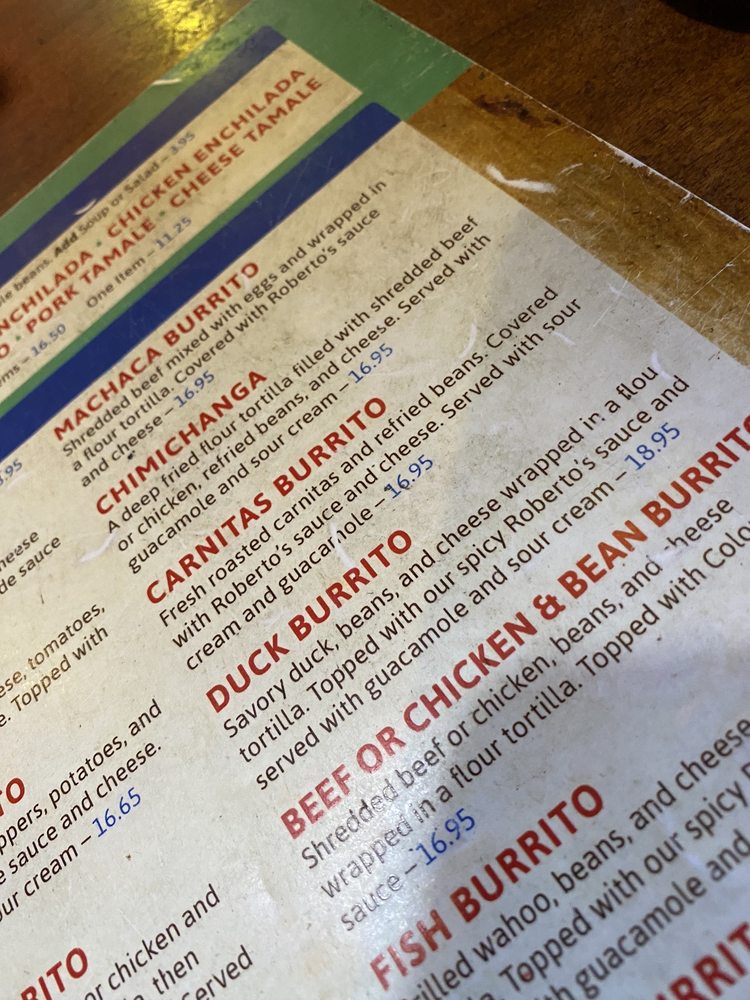 beans. Add Soup or Salad – 3.95
NCHILADA • CHICKEN ENCHILADA
O • PORK TAMALE • CHEESE TAMALE
ms – 16.50 One Item – 11.25
MACHACA BURRITO
Shredded beef mixed with eggs and wrapped in
a flour tortilla. Covered with Roberto's sauce
and cheese – 16.95
CHIMICHANGA
A deep fried flour tortilla filled with shredded beef
or chicken, refried beans, and cheese. Served with
guacamole and sour cream – 16.95
CARNITAS BURRITO
Fresh roasted carnitas and refried beans. Covered
with Roberto's sauce and cheese. Served with sour
cream and guacamole – 16.95
DUCK BURRITO
Savory duck, beans, and cheese wrapped in a flou
tortilla. Topped with our spicy Roberto's sauce and
served with guacamole and sour cream – 18.95
BEEF OR CHICKEN & BEAN BURRITO
Shredded beef or chicken, beans, and cheese
wrapped in a flour tortilla. Topped with Colo
sauce – 16.95
FISH BURRITO
rilled wahoo, beans, and cheese
. Topped with our spicy
h guacamole and
BURRIT
.95
heese
de sauce
ese, tomatoes,
e. Topped with
TO
ppers, potatoes, and
e sauce and cheese.
our cream – 16.65
RITO
or chicken and
, then
Served